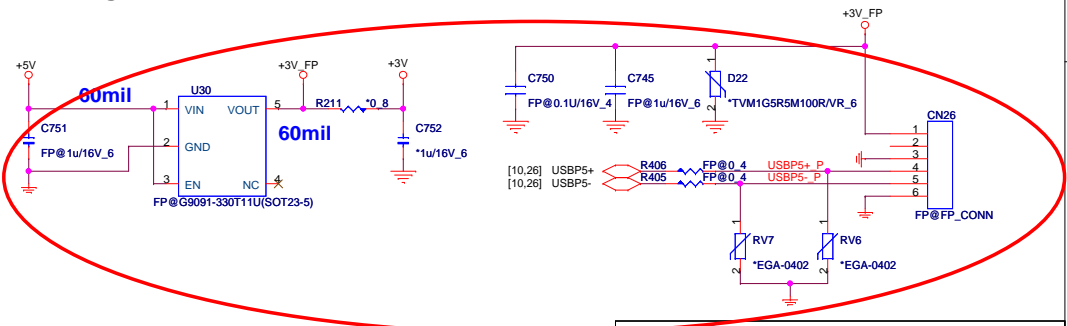 +5V
60mil
C751
FP@1u/16V_6
U30
1 VIN VOUT 5
2 GND
3 EN NC 4
FP@G9091-330T11U(SOT23-5)
+3V_FP
R211 *0_8
60mil
+3V
C752
*1u/16V_6
+3V_FP
C750
FP@0.1U/16V_4
C745
FP@1u/16V_6
1
D22
2
*TVM1G5R5M100R/VR_6
CN26
1
2
3
4
5
6
FP@FP_CONN
[10,26] USBP5+ R406 FP@0_4 USBP5+_P
[10,26] USBP5- R405 FP@0_4 USBP5-_P
1
RV7
2
*EGA-0402
1
RV6
2
*EGA-0402